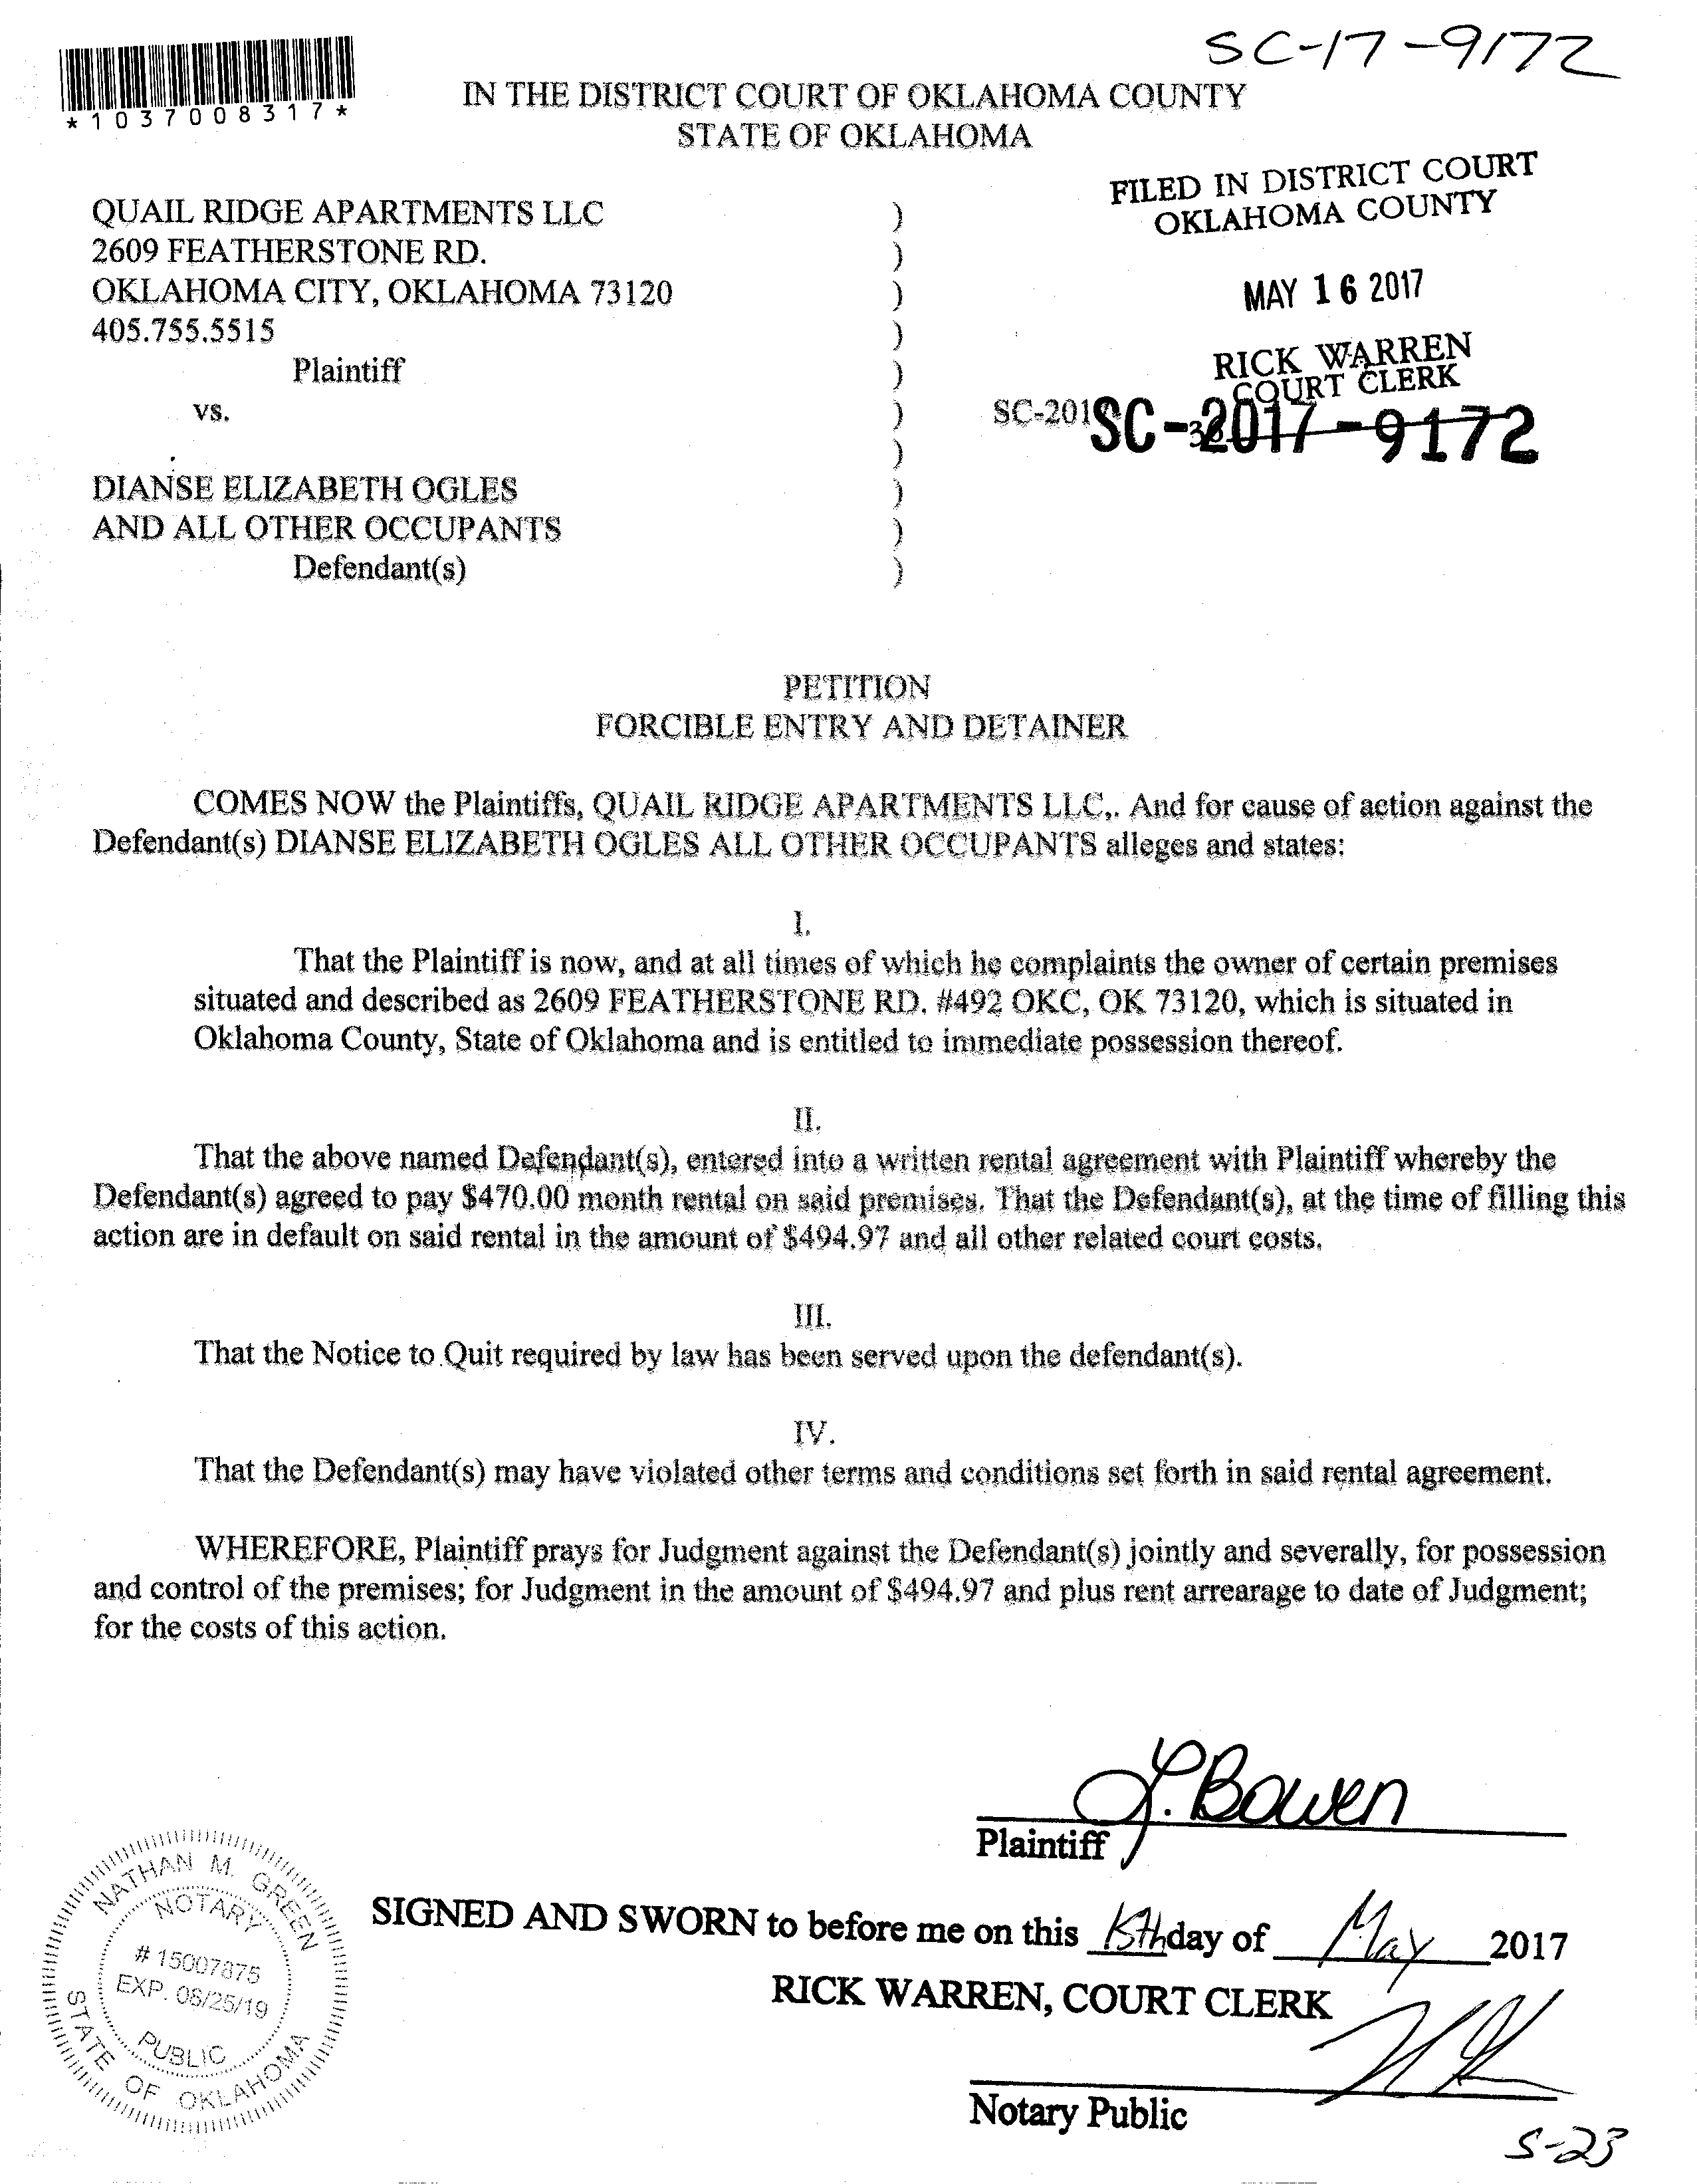 SC-17-9172
*1037008317*
IN THE DISTRICT COURT OF OKLAHOMA COUNTY
STATE OF OKLAHOMA
FILED IN DISTRICT COURT
OKLAHOMA COUNTY
MAY 16 2017
RICK WARREN
COURT CLERK
QUAIL RIDGE APARTMENTS LLC )
2609 FEATHERSTONE RD. )
OKLAHOMA CITY, OKLAHOMA 73120 )
405.755.5515 )
Plaintiff )
vs. ) SC-201 SC-2017-9172
)
DIANSE ELIZABETH OGLES )
AND ALL OTHER OCCUPANTS )
Defendant(s) )
PETITION
FORCIBLE ENTRY AND DETAINER
COMES NOW the Plaintiffs, QUAIL RIDGE APARTMENTS LLC,. And for cause of action against the
Defendant(s) DIANSE ELIZABETH OGLES ALL OTHER OCCUPANTS alleges and states:
I.
That the Plaintiff is now, and at all times of which he complaints the owner of certain premises
situated and described as 2609 FEATHERSTONE RD. #492 OKC, OK 73120, which is situated in
Oklahoma County, State of Oklahoma and is entitled to immediate possession thereof.
II.
That the above named Defendant(s), entered into a written rental agreement with Plaintiff whereby the
Defendant(s) agreed to pay $470.00 month rental on said premises. That the Defendant(s), at the time of filling this
action are in default on said rental in the amount of $494.97 and all other related court costs.
III.
That the Notice to Quit required by law has been served upon the defendant(s).
IV.
That the Defendant(s) may have violated other terms and conditions set forth in said rental agreement.
WHEREFORE, Plaintiff prays for Judgment against the Defendant(s) jointly and severally, for possession
and control of the premises; for Judgment in the amount of $494.97 and plus rent arrearage to date of Judgment;
for the costs of this action.
L. Bowen
Plaintiff
SIGNED AND SWORN to before me on this 15th day of May 2017
RICK WARREN, COURT CLERK
Notary Public
NATHAN M. GREEN
NOTARY
# 15007875
EXP. 08/25/19
PUBLIC
STATE OF OKLAHOMA
5-23